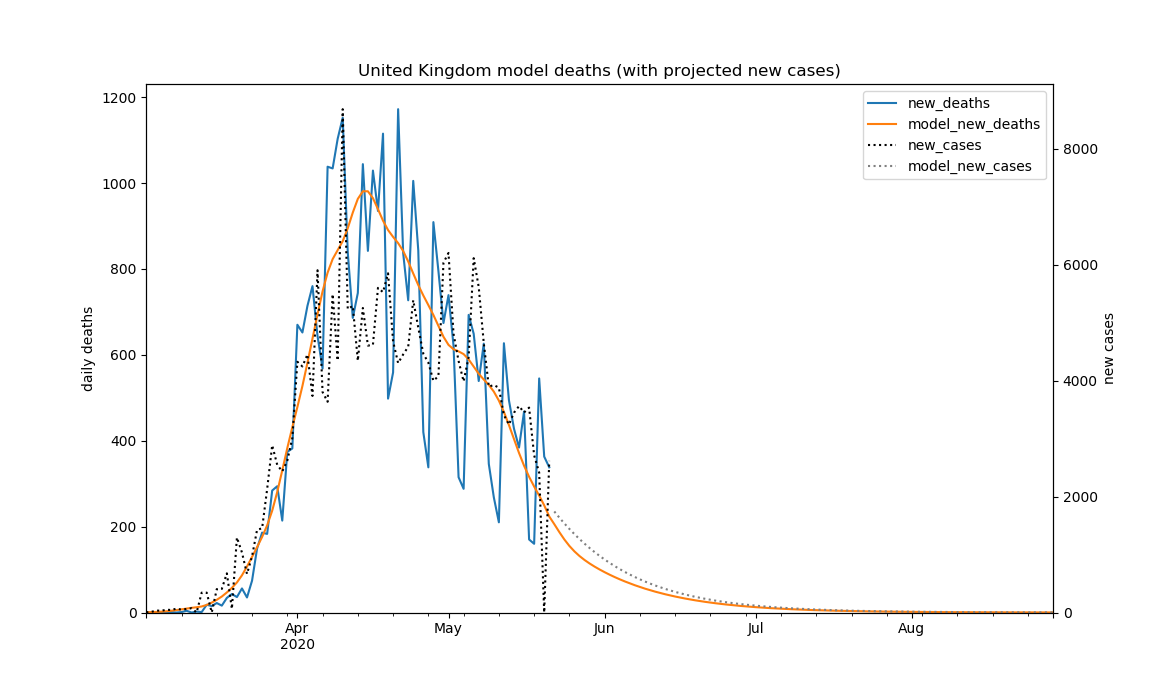 United Kingdom model deaths (with projected new cases)
new_deaths
model_new_deaths
new_cases
model_new_cases
1200
1000
800
600
400
200
0
daily deaths
8000
6000
4000
2000
0
new cases
Apr May Jun Jul Aug
2020